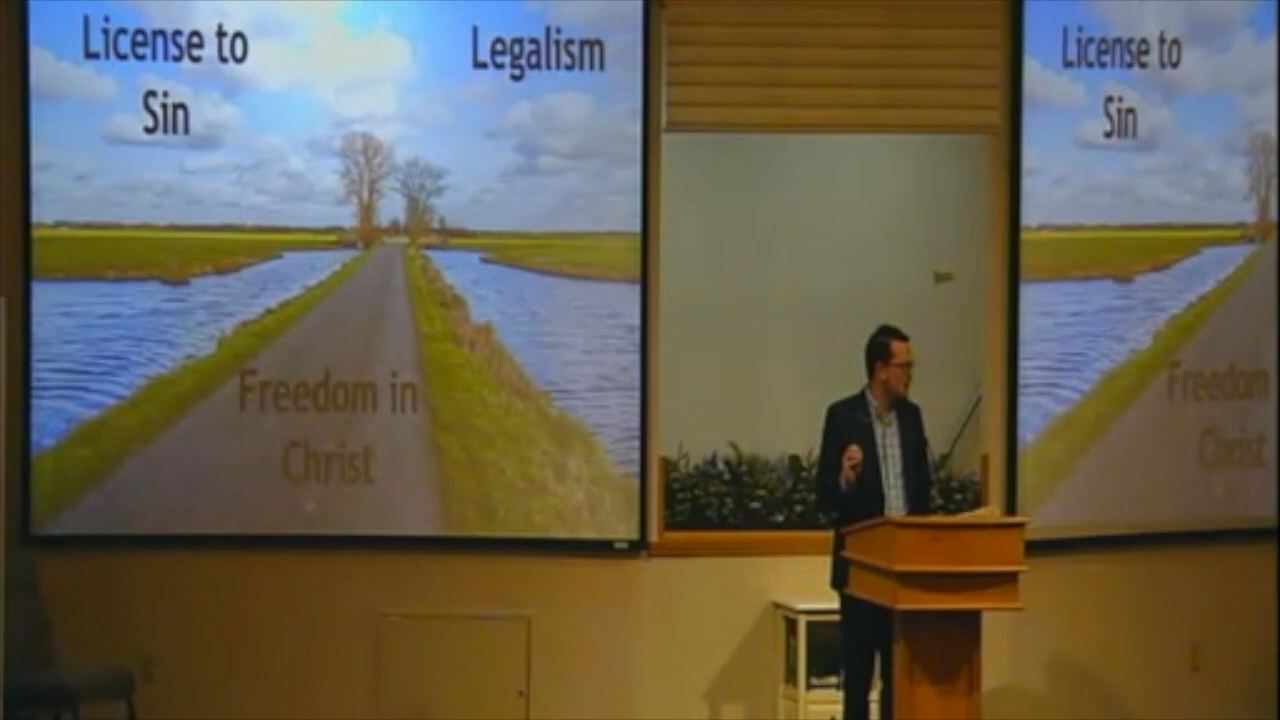 License to
Sin
Legalism
Freedom in
Christ
License to
Sin
Freedom
Christ